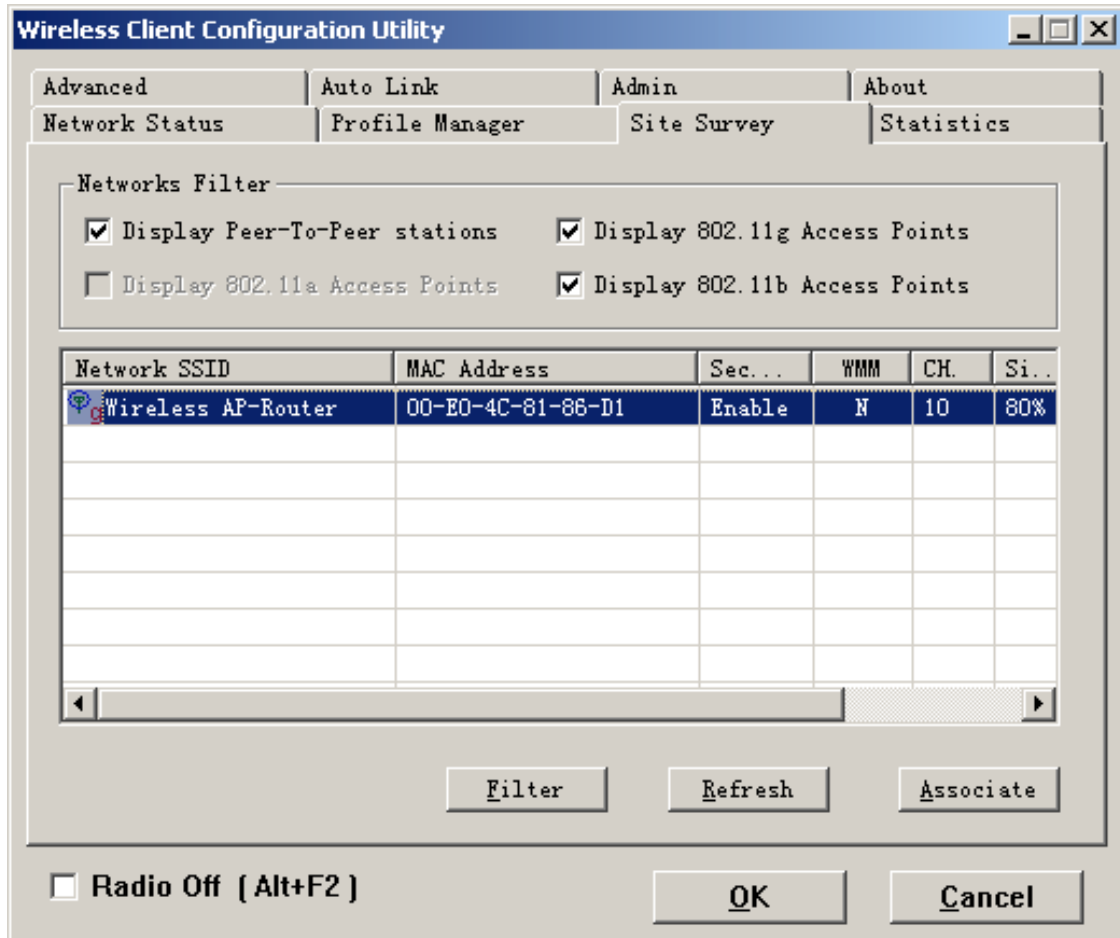 Wireless Client Configuration Utility
Advanced Auto Link Admin About
Network Status Profile Manager Site Survey Statistics
Networks Filter
Display Peer-To-Peer stations Display 802.11g Access Points
Display 802.11a Access Points Display 802.11b Access Points
Network SSID MAC Address Sec... WMM CH. Si..
g Wireless AP-Router 00-E0-4C-81-86-D1 Enable N 10 80%
Filter Refresh Associate
Radio Off ( Alt+F2 ) OK Cancel